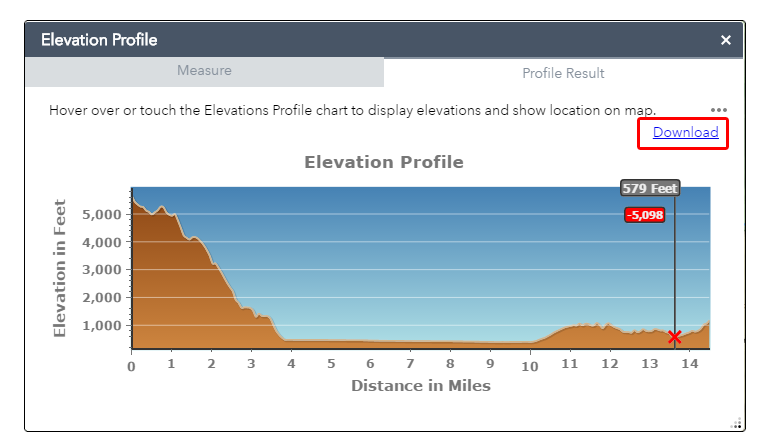 Elevation Profile ×
Measure Profile Result
Hover over or touch the Elevations Profile chart to display elevations and show location on map. •••
Download
Elevation Profile
579 Feet
-5,098
Elevation in Feet
5,000
4,000
3,000
2,000
1,000
0 1 2 3 4 5 6 7 8 9 10 11 12 13 14
Distance in Miles